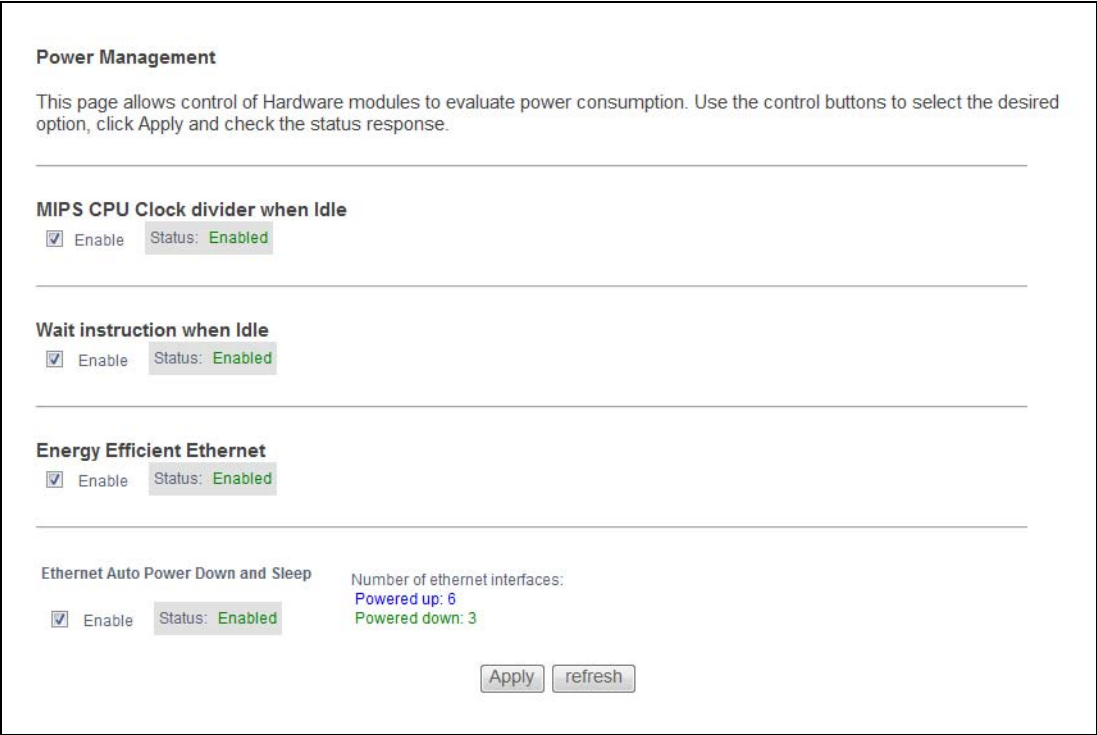 Power Management
This page allows control of Hardware modules to evaluate power consumption. Use the control buttons to select the desired
option, click Apply and check the status response.
MIPS CPU Clock divider when Idle
Enable Status: Enabled
Wait instruction when Idle
Enable Status: Enabled
Energy Efficient Ethernet
Enable Status: Enabled
Ethernet Auto Power Down and Sleep
Enable Status: Enabled
Number of ethernet interfaces:
Powered up: 6
Powered down: 3
Apply refresh